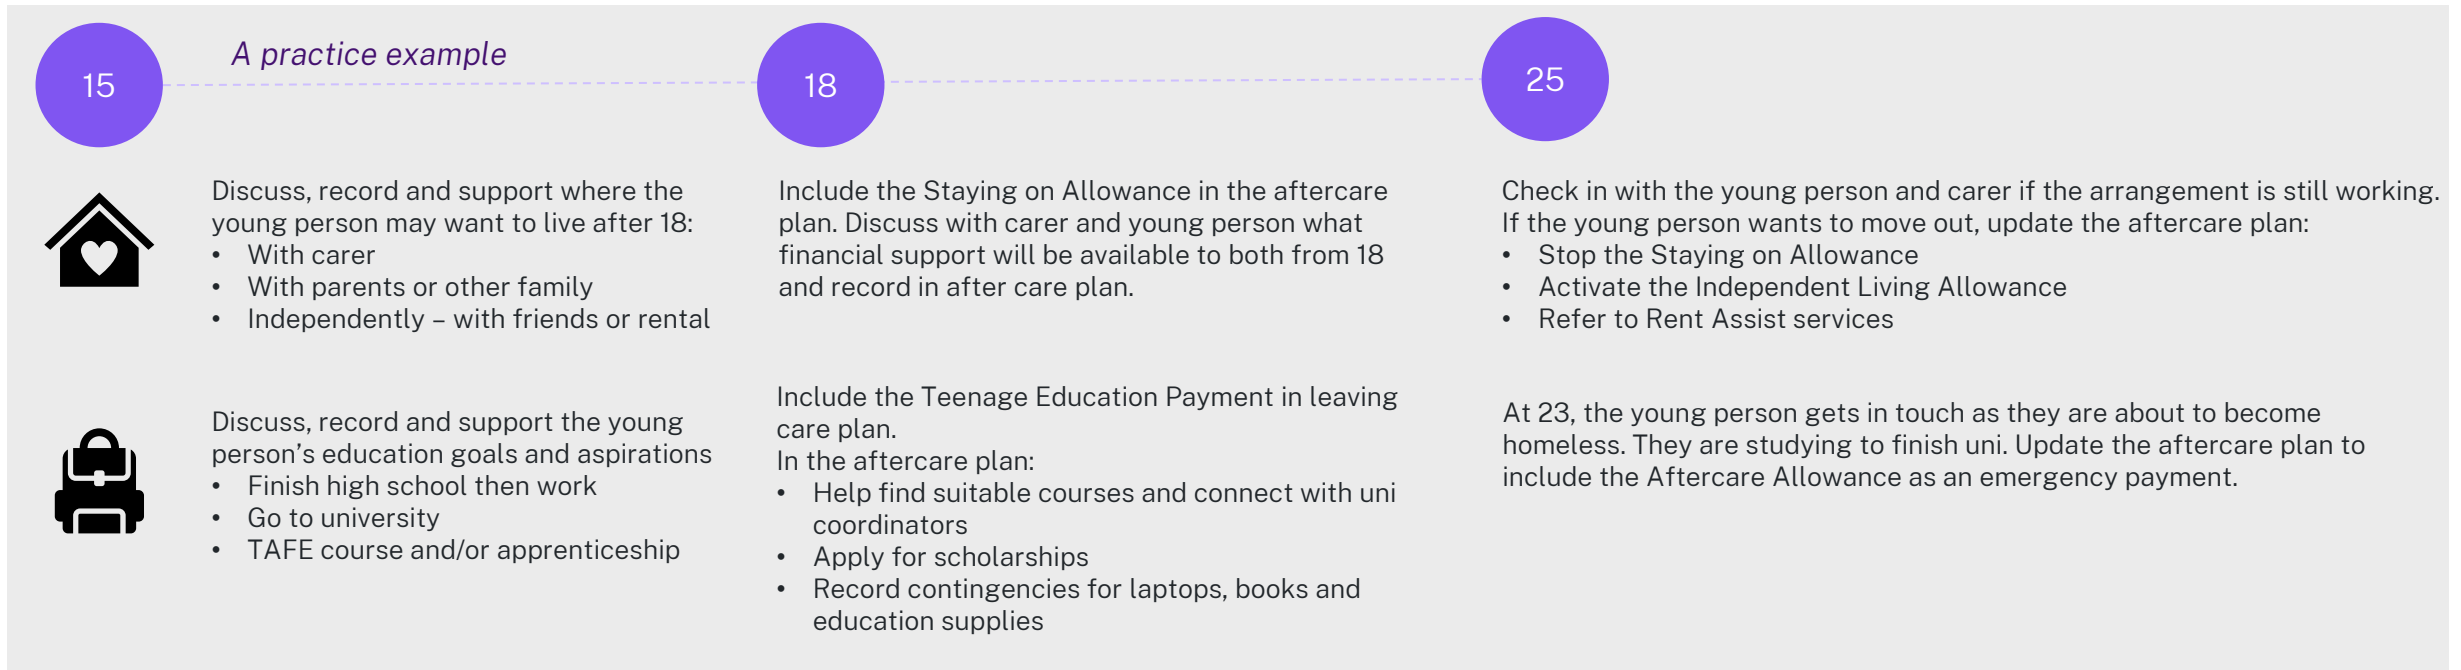 A practice example
15
18
25
Discuss, record and support where the
young person may want to live after 18:
• With carer
• With parents or other family
• Independently – with friends or rental
Include the Staying on Allowance in the aftercare
plan. Discuss with carer and young person what
financial support will be available to both from 18
and record in after care plan.
Check in with the young person and carer if the arrangement is still working.
If the young person wants to move out, update the aftercare plan:
• Stop the Staying on Allowance
• Activate the Independent Living Allowance
• Refer to Rent Assist services
Discuss, record and support the young
person’s education goals and aspirations
• Finish high school then work
• Go to university
• TAFE course and/or apprenticeship
Include the Teenage Education Payment in leaving
care plan.
In the aftercare plan:
• Help find suitable courses and connect with uni
coordinators
• Apply for scholarships
• Record contingencies for laptops, books and
education supplies
At 23, the young person gets in touch as they are about to become
homeless. They are studying to finish uni. Update the aftercare plan to
include the Aftercare Allowance as an emergency payment.